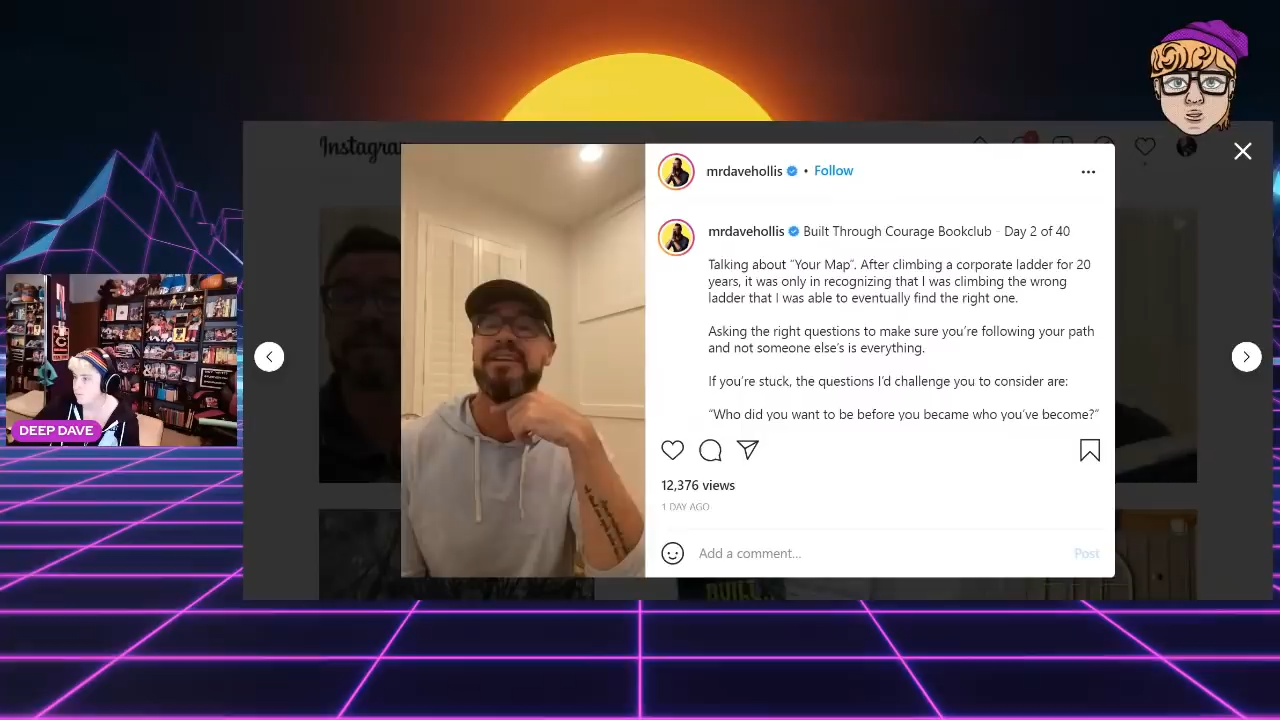 Instagra
mrdavehollis • Follow
mrdavehollis Built Through Courage Bookclub - Day 2 of 40
Talking about “Your Map”. After climbing a corporate ladder for 20
years, it was only in recognizing that I was climbing the wrong
ladder that I was able to eventually find the right one.
Asking the right questions to make sure you’re following your path
and not someone else’s is everything.
If you’re stuck, the questions I’d challenge you to consider are:
“Who did you want to be before you became who you’ve become?”
12,376 views
1 DAY AGO
Add a comment...
Post
DEEP DAVE
BUILT